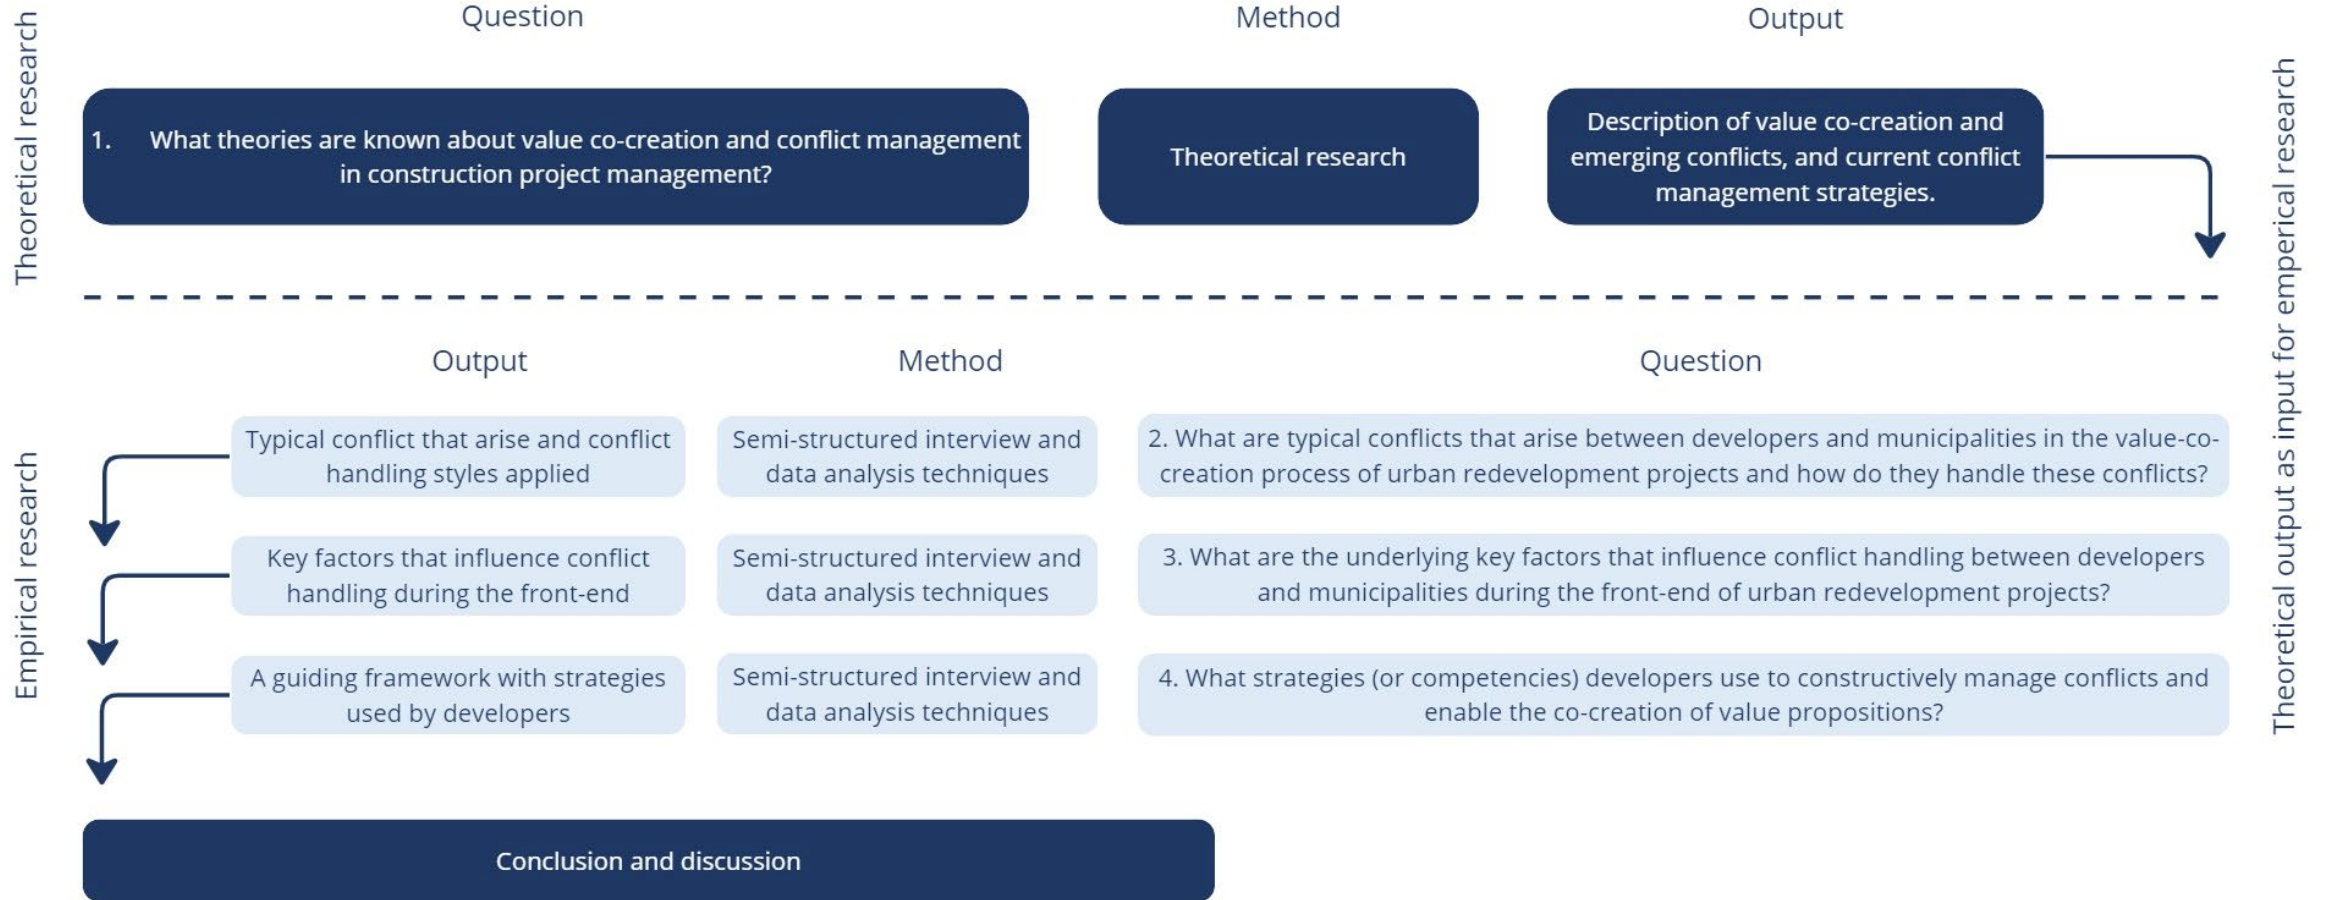 Theoretical research
Question
Method
Output
1. What theories are known about value co-creation and conflict management
in construction project management?
Theoretical research
Description of value co-creation and
emerging conflicts, and current conflict
management strategies.
Theoretical output as input for emperical research
Empirical research
Output
Method
Question
Typical conflict that arise and conflict
handling styles applied
Semi-structured interview and
data analysis techniques
2. What are typical conflicts that arise between developers and municipalities in the value-co-
creation process of urban redevelopment projects and how do they handle these conflicts?
Key factors that influence conflict
handling during the front-end
Semi-structured interview and
data analysis techniques
3. What are the underlying key factors that influence conflict handling between developers
and municipalities during the front-end of urban redevelopment projects?
A guiding framework with strategies
used by developers
Semi-structured interview and
data analysis techniques
4. What strategies (or competencies) developers use to constructively manage conflicts and
enable the co-creation of value propositions?
Conclusion and discussion